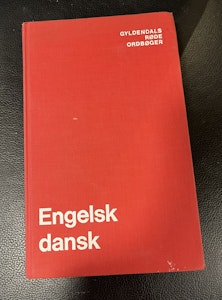 GYLDENDALS
RØDE
ORDBØGER
Engelsk
dansk